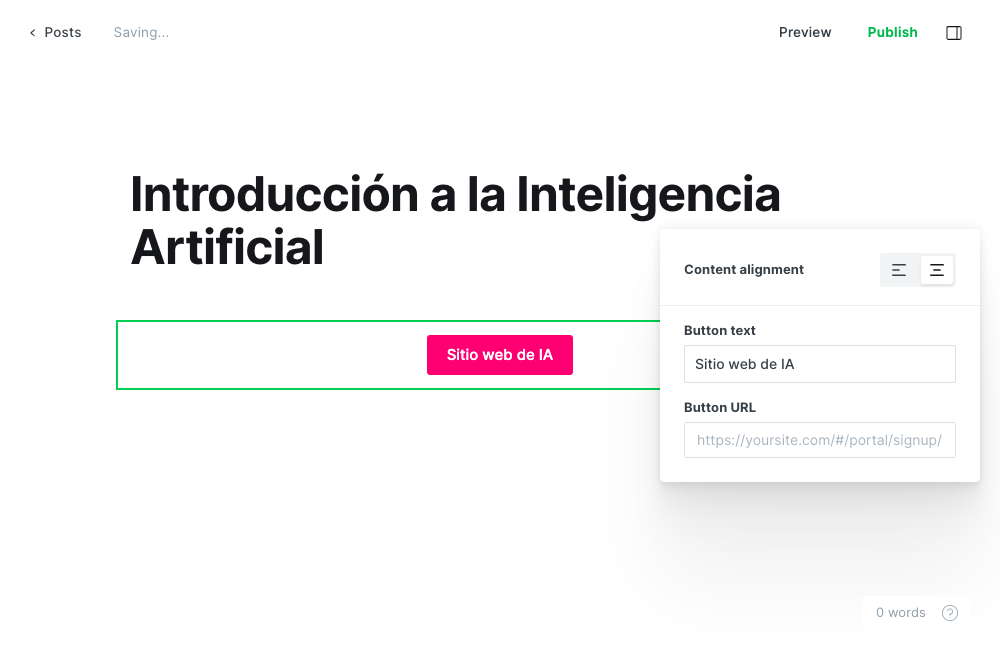 Posts
Saving...
Preview
Publish
Introducción a la Inteligencia
Artificial
Content alignment
Sitio web de IA
Button text
Sitio web de IA
Button URL
https://yoursite.com/#/portal/signup/
0 words
?